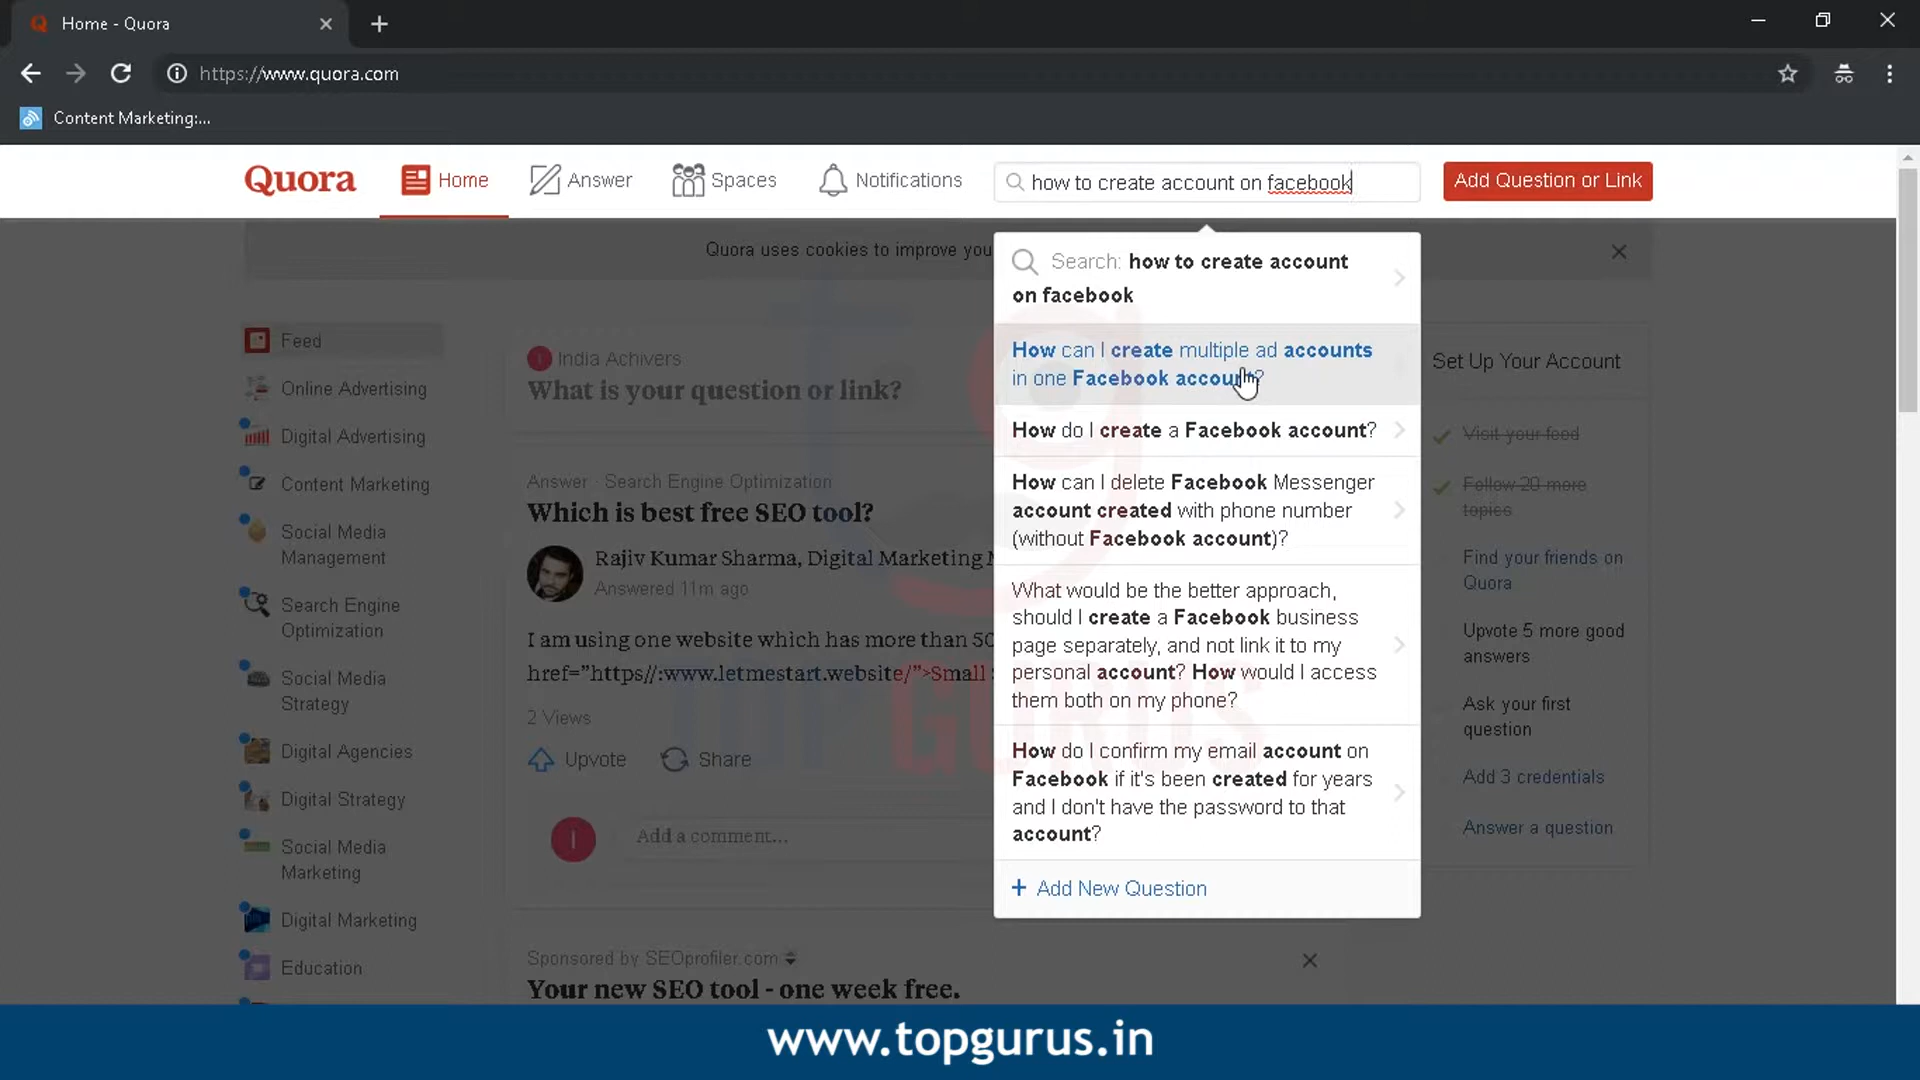 Home - Quora
https://www.quora.com
Content Marketing:...
Quora
Home
Answer
Spaces
Notifications
how to create account on facebook
Add Question or Link
Quora uses cookies to improve you
Search: how to create account
on facebook
How can I create multiple ad accounts
in one Facebook account?
How do I create a Facebook account?
How can I delete Facebook Messenger
account created with phone number
(without Facebook account)?
What would be the better approach,
should I create a Facebook business
page separately, and not link it to my
personal account? How would I access
them both on my phone?
How do I confirm my email account on
Facebook if it's been created for years
and I don't have the password to that
account?
+ Add New Question
Feed
Online Advertising
Digital Advertising
Content Marketing
Social Media
Management
Search Engine
Optimization
Social Media
Strategy
Digital Agencies
Digital Strategy
Social Media
Marketing
Digital Marketing
Education
I India Achivers
What is your question or link?
Answer · Search Engine Optimization
Which is best free SEO tool?
Rajiv Kumar Sharma, Digital Marketing
Answered 11m ago
I am using one website which has more than 50
href="https//:www.letmestart.website/">Small
2 Views
Upvote
Share
I
Add a comment...
Sponsored by SEOprofiler.com
Your new SEO tool - one week free.
Set Up Your Account
Visit your feed
Follow 20 more
topics
Find your friends on
Quora
Upvote 5 more good
answers
Ask your first
question
Add 3 credentials
Answer a question
TOP GURUS
www.topgurus.in